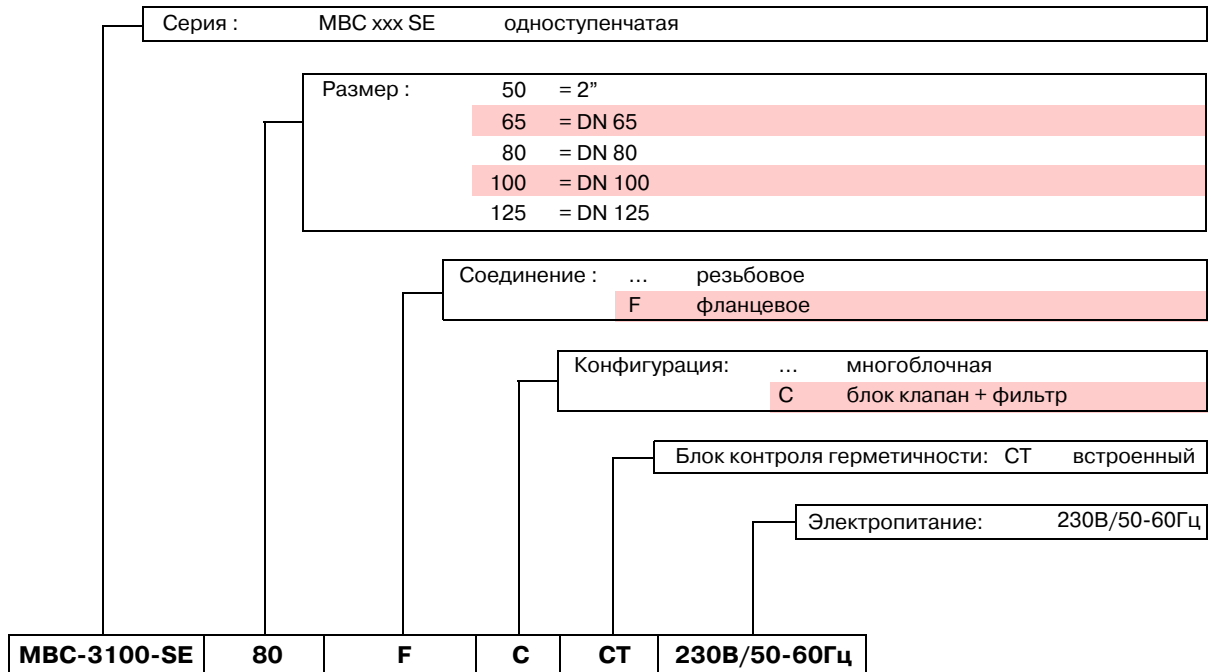 Серия : MBC xxx SE одноступенчатая
Размер : 50 = 2”
65 = DN 65
80 = DN 80
100 = DN 100
125 = DN 125
Соединение : ... резьбовое
F фланцевое
Конфигурация: ... многоблочная
C блок клапан + фильтр
Блок контроля герметичности: CT встроенный
Электропитание: 230В/50-60Гц
MBC-3100-SE 80 F C CT 230В/50-60Гц